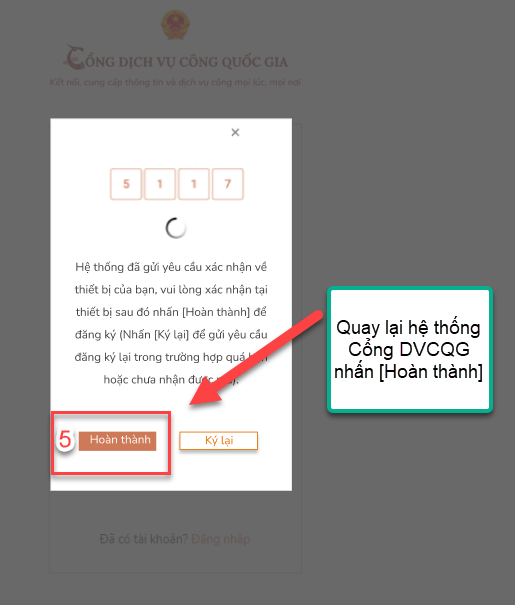 CỔNG DỊCH VỤ CÔNG QUỐC GIA
Kết nối, cung cấp thông tin và dịch vụ công mọi lúc, mọi nơi
×
5 1 1 7
Hệ thống đã gửi yêu cầu xác nhận về
thiết bị của bạn, vui lòng xác nhận tại
thiết bị sau đó nhấn [Hoàn thành] để
đăng ký (Nhấn [Ký lại] để gửi yêu cầu
đăng ký lại trong trường hợp quá
hoặc chưa nhận được
Quay lại hệ thống
Cổng DVCQG
nhấn [Hoàn thành]
5 Hoàn thành
Ký lại
Đã có tài khoản? Đăng nhập